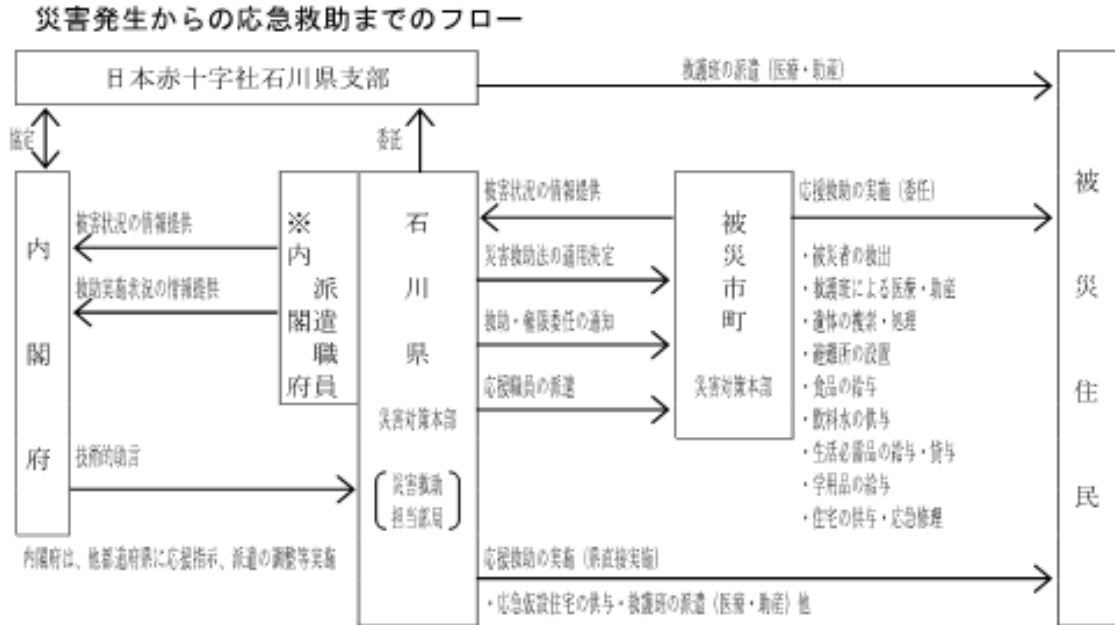 災害発生からの応急救助までのフロー
日本赤十字社石川県支部
救護班の派遣（医療・助産）
協定
委託
被災住民
内閣府
被害状況の情報提供
救助実施状況の情報提供
技術的助言
内閣府は、他都道府県に応援指示、派遣の調整等実施
※内閣府
派遣職員
石川県
災害対策本部
災害救助
担当部局
被害状況の情報提供
災害救助法の適用決定
救助・権限委任の通知
応援職員の派遣
被災市町
災害対策本部
応援救助の実施（委任）
・被災者の救出
・救護班による医療・助産
・遺体の捜索・処理
・避難所の設置
・食品の給与
・飲料水の供与
・生活必需品の給与・貸与
・学用品の給与
・住宅の供与・応急修理
応援救助の実施（県直接実施）
・応急仮設住宅の供与・救護班の派遣（医療・助産）他